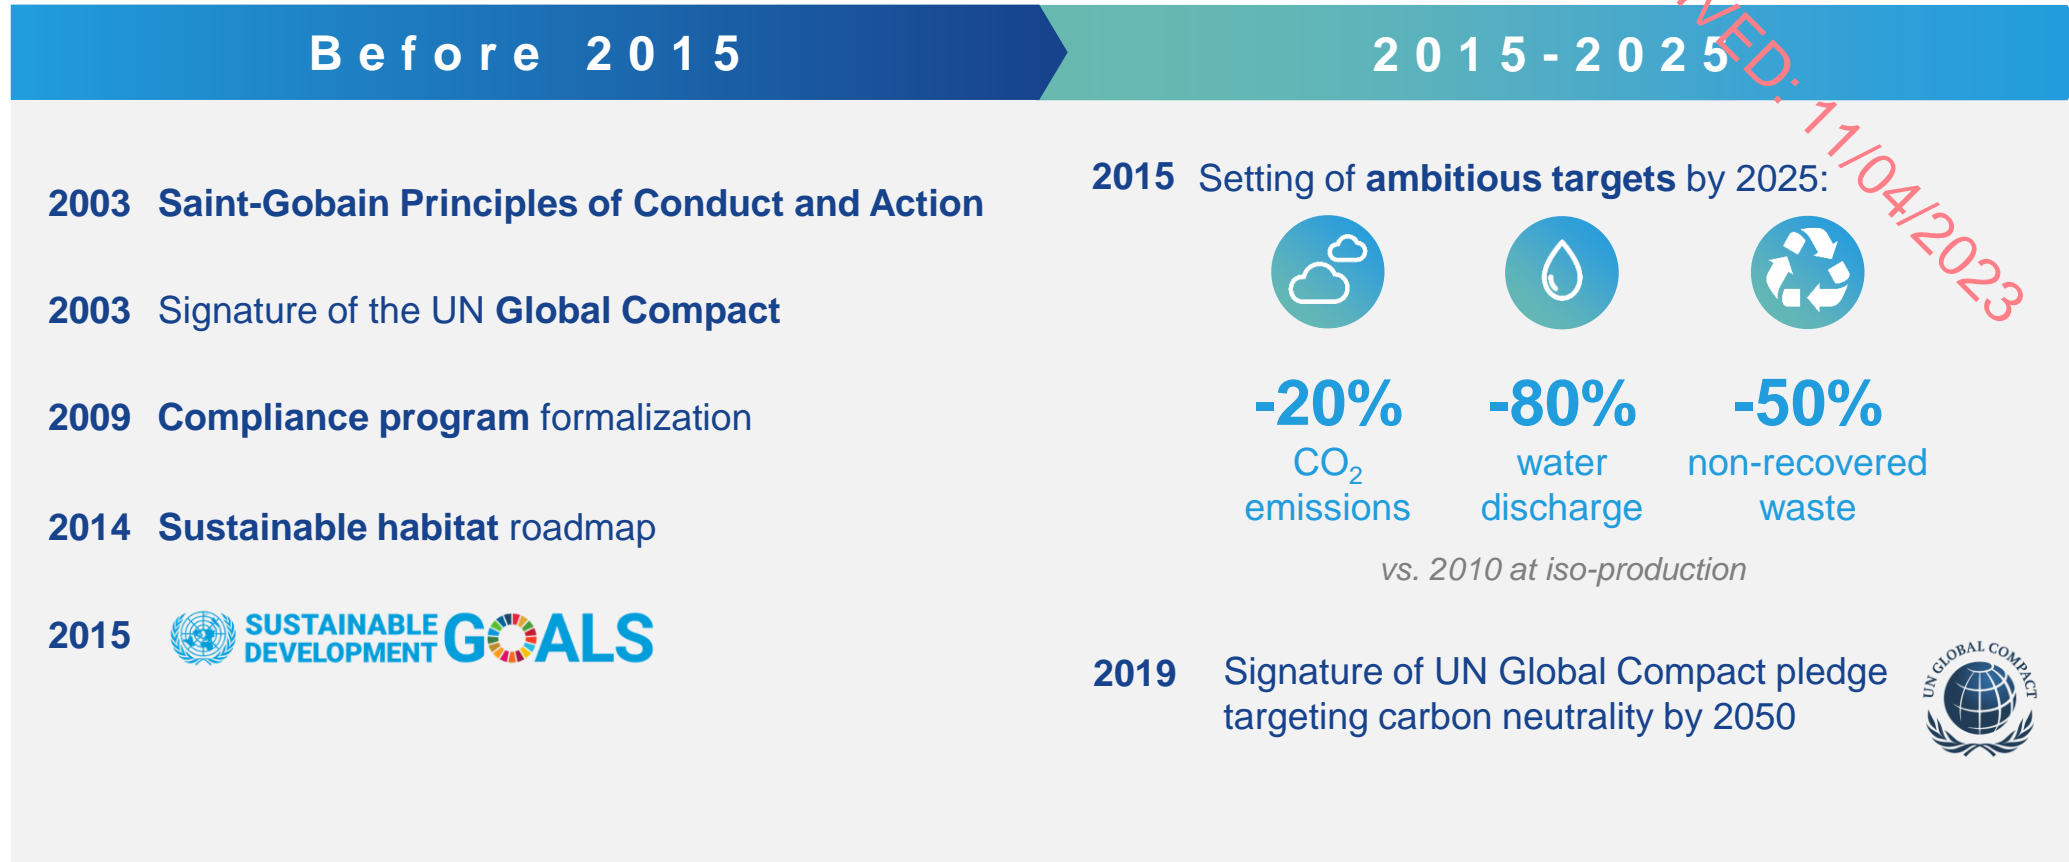 Before 2015
2003 Saint-Gobain Principles of Conduct and Action
2003 Signature of the UN Global Compact
2009 Compliance program formalization
2014 Sustainable habitat roadmap
2015 SUSTAINABLE DEVELOPMENT GOALS
2015-2025
2015 Setting of ambitious targets by 2025:
-20% -80% -50%
CO₂ water non-recovered
emissions discharge waste
vs. 2010 at iso-production
2019 Signature of UN Global Compact pledge
targeting carbon neutrality by 2050
UN GLOBAL COMPACT
11/04/2023